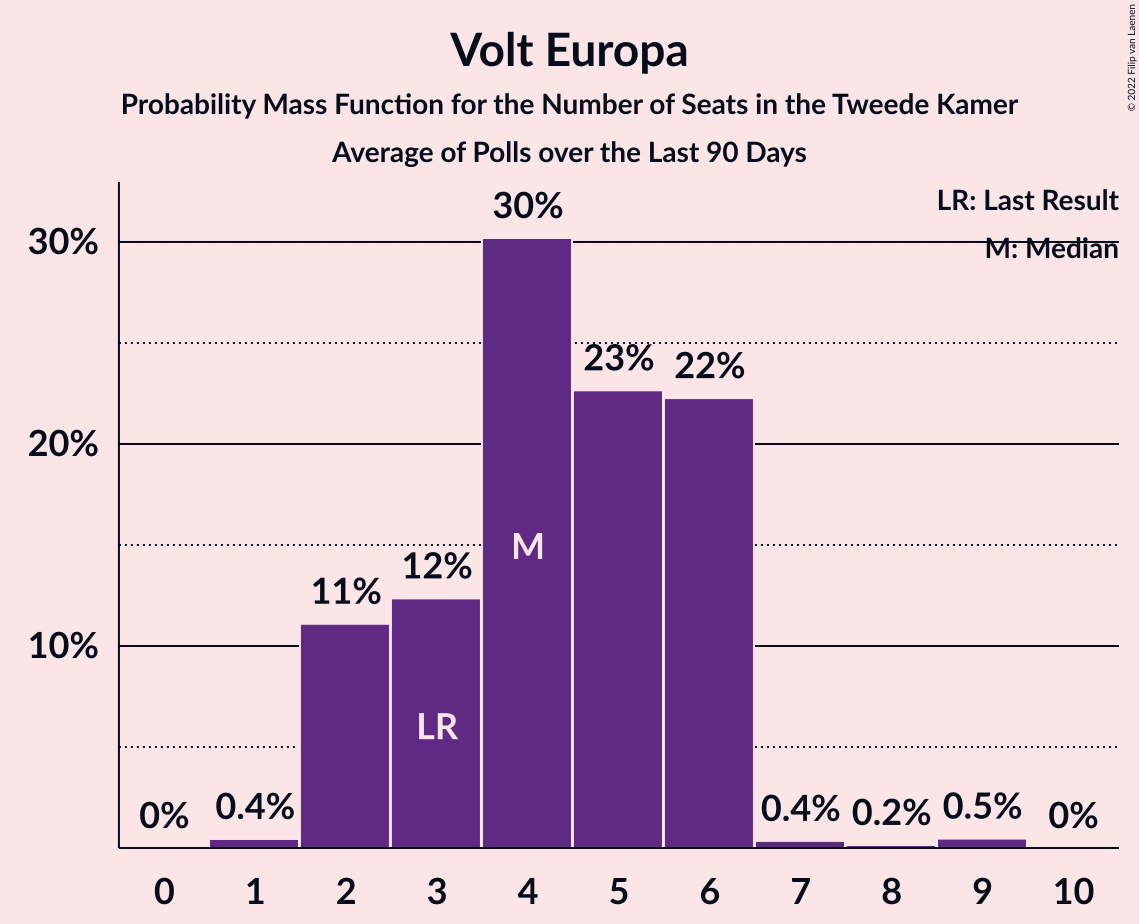 Volt Europa
Probability Mass Function for the Number of Seats in the Tweede Kamer
Average of Polls over the Last 90 Days
© 2022 Filip van Laenen
LR: Last Result
M: Median
30%
20%
10%
0%
0.4%
11%
12%
30%
23%
22%
0.4%
0.2%
0.5%
0%
LR
M
0 1 2 3 4 5 6 7 8 9 10